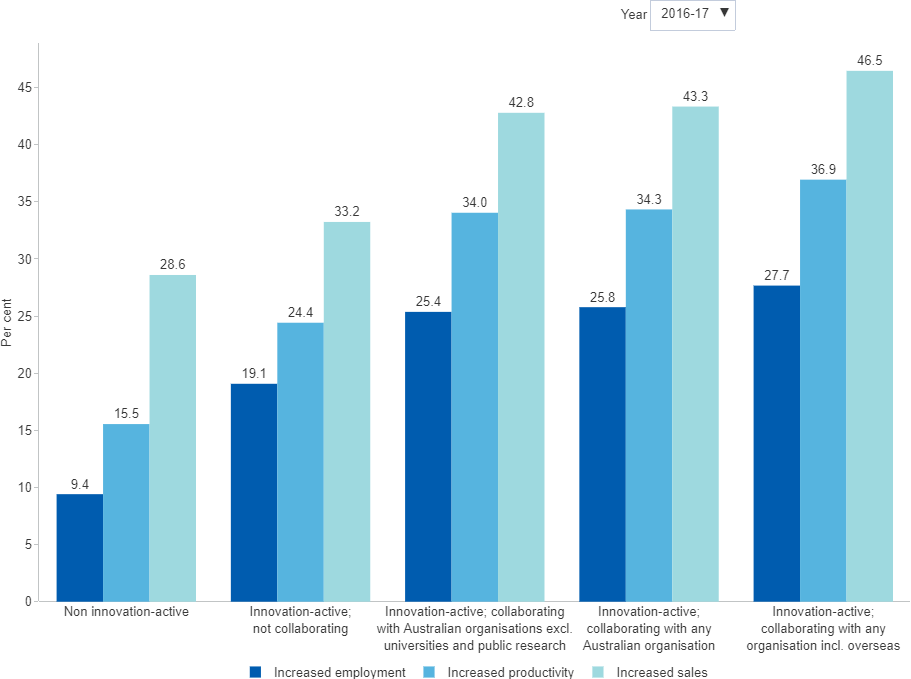 Year 2016-17 ▼
Per cent
45
40
35
30
25
20
15
10
5
0
9.4
15.5
28.6
19.1
24.4
33.2
25.4
34.0
42.8
25.8
34.3
43.3
27.7
36.9
46.5
Non innovation-active
Innovation-active;
not collaborating
Innovation-active; collaborating
with Australian organisations excl.
universities and public research
Innovation-active;
collaborating with any
Australian organisation
Innovation-active;
collaborating with any
organisation incl. overseas
Increased employment
Increased productivity
Increased sales